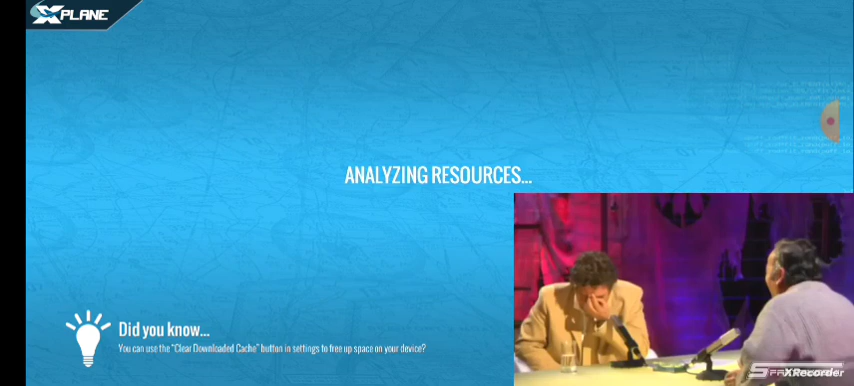 XPLANE
ANALYZING RESOURCES...
Did you know...
You can use the "Clear Downloaded Cache" button in settings to free up space on your device?
XRecorder